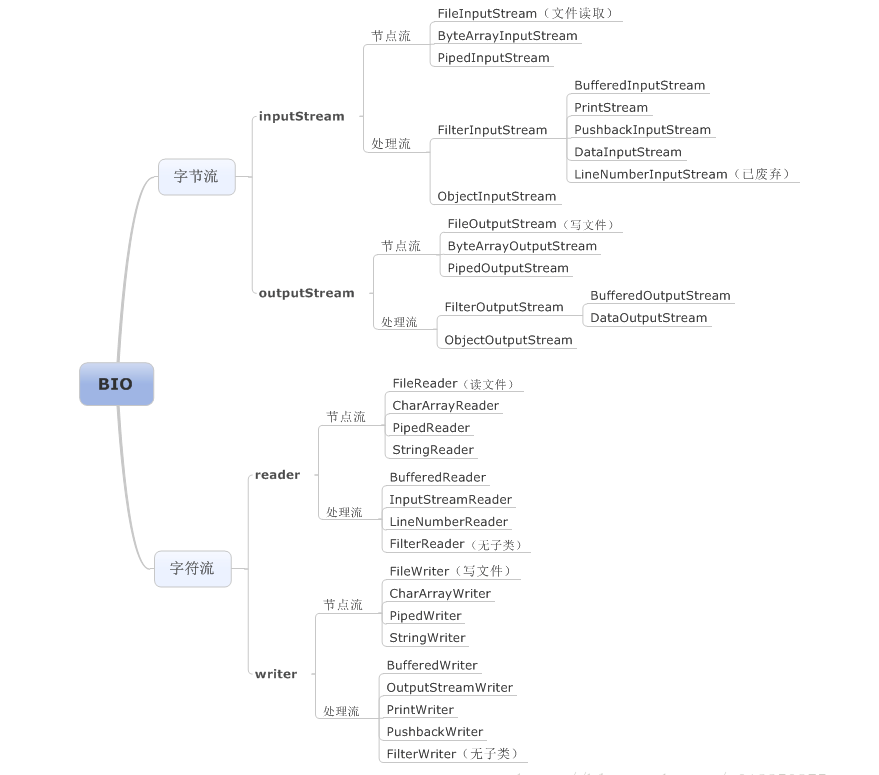 BIO
字节流
inputStream
节点流
FileInputStream（文件读取）
ByteArrayInputStream
PipedInputStream
处理流
FilterInputStream
BufferedInputStream
PrintStream
PushbackInputStream
DataInputStream
LineNumberInputStream（已废弃）
ObjectInputStream
outputStream
节点流
FileOutputStream（写文件）
ByteArrayOutputStream
PipedOutputStream
处理流
FilterOutputStream
BufferedOutputStream
DataOutputStream
ObjectOutputStream
字符流
reader
节点流
FileReader（读文件）
CharArrayReader
PipedReader
StringReader
处理流
BufferedReader
InputStreamReader
LineNumberReader
FilterReader（无子类）
writer
节点流
FileWriter（写文件）
CharArrayWriter
PipedWriter
StringWriter
处理流
BufferedWriter
OutputStreamWriter
PrintWriter
PushbackWriter
FilterWriter（无子类）